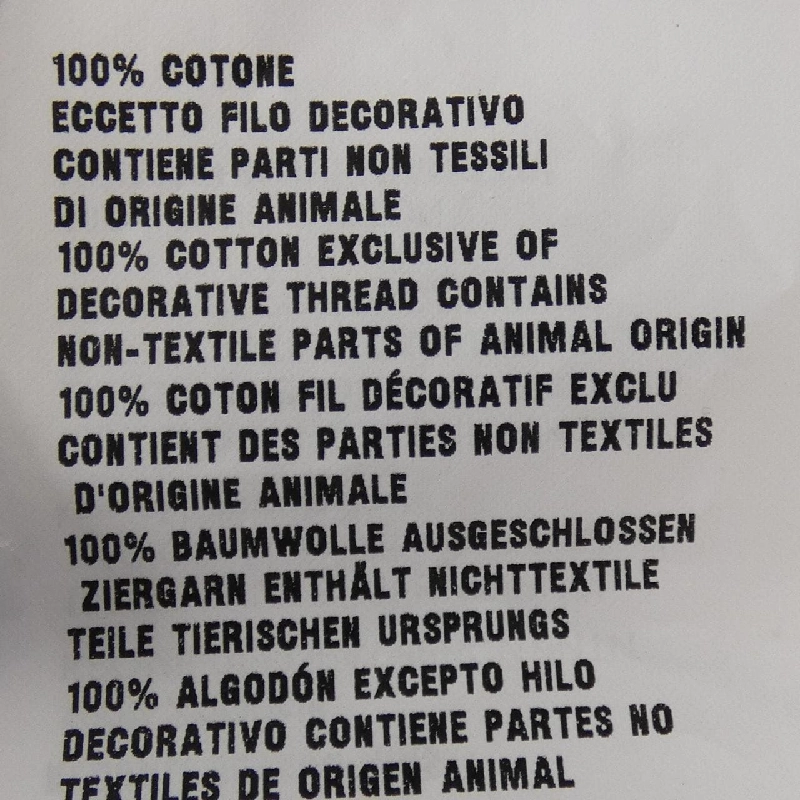 100% COTONE
ECCETTO FILO DECORATIVO
CONTIENE PARTI NON TESSILI
DI ORIGINE ANIMALE
100% COTTON EXCLUSIVE OF
DECORATIVE THREAD CONTAINS
NON-TEXTILE PARTS OF ANIMAL ORIGIN
100% COTON FIL DÉCORATIF EXCLU
CONTIENT DES PARTIES NON TEXTILES
D'ORIGINE ANIMALE
100% BAUMWOLLE AUSGESCHLOSSEN
ZIERGARN ENTHÄLT NICHTTEXTILE
TEILE TIERISCHEN URSPRUNGS
100% ALGODÓN EXCEPTO HILO
DECORATIVO CONTIENE PARTES NO
TEXTILES DE ORIGEN ANIMAL